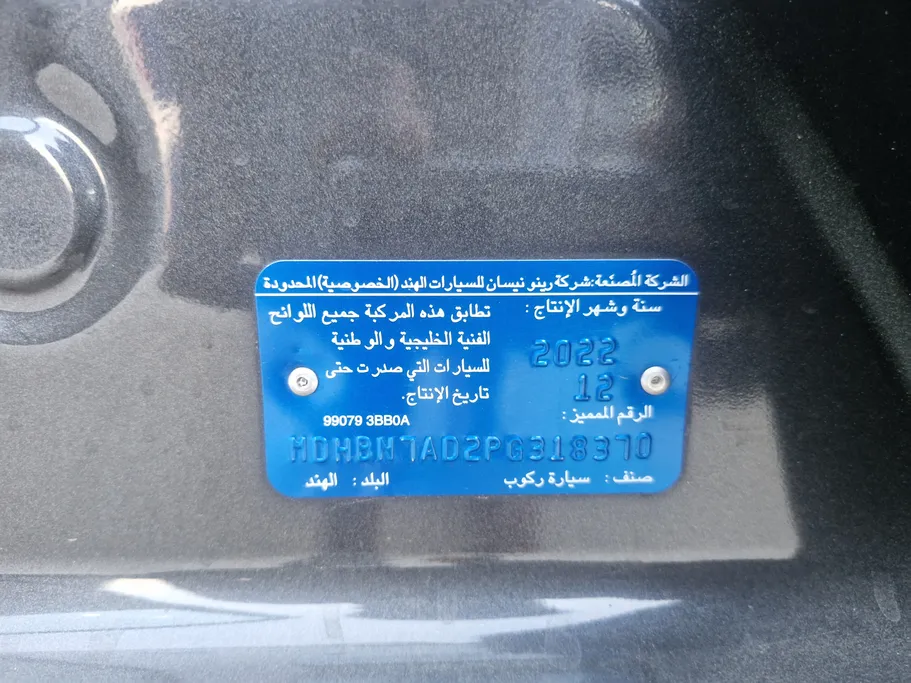 الشركة المُصنّعة:شركة رينو نيسان للسيارات الهند (الخصوصية) المحدودة
سنة وشهر الإنتاج :
2022
12
تطابق هذه المركبة جميع اللوائح
الفنية الخليجية والوطنية
للسيارات التي صدرت حتى
تاريخ الإنتاج.
الرقم المميز :
99079 3BB0A
MDHBN7AD2PG318370
صنف : سيارة ركوب
البلد : الهند